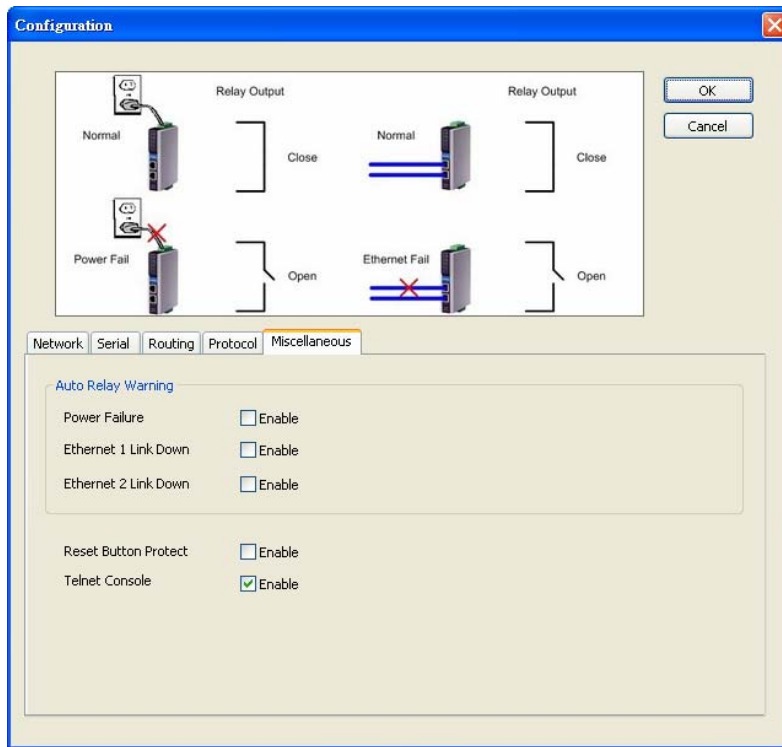 Configuration
Relay Output
Relay Output
Normal
Close
Normal
Close
Power Fail
Open
Ethernet Fail
Open
OK
Cancel
Network
Serial
Routing
Protocol
Miscellaneous
Auto Relay Warning
Power Failure
Enable
Ethernet 1 Link Down
Enable
Ethernet 2 Link Down
Enable
Reset Button Protect
Enable
Telnet Console
Enable